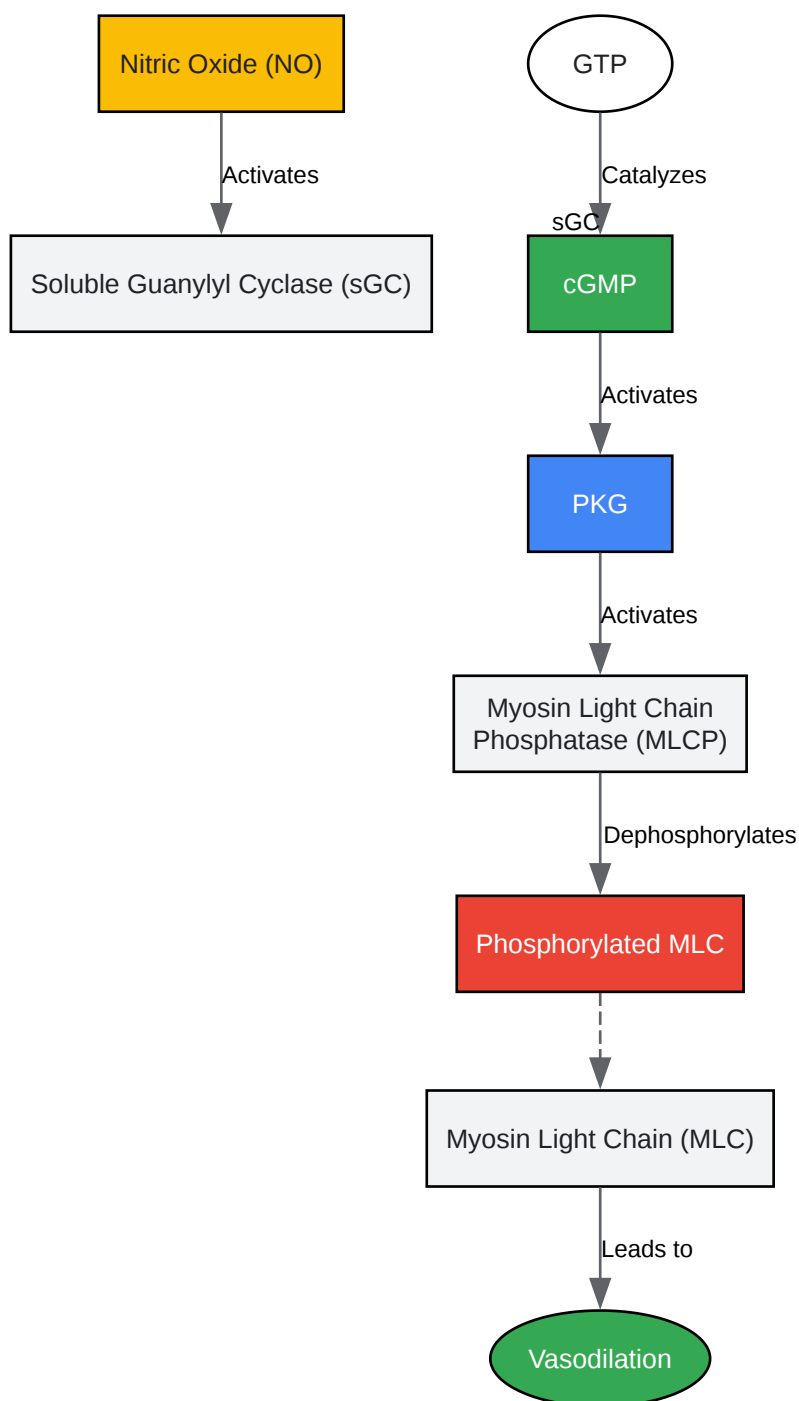 Nitric Oxide (NO)
GTP
Activates
Catalyzes
sGC
Soluble Guanylyl Cyclase (sGC)
cGMP
Activates
PKG
Activates
Myosin Light Chain
Phosphatase (MLCP)
Dephosphorylates
Phosphorylated MLC
Myosin Light Chain (MLC)
Leads to
Vasodilation